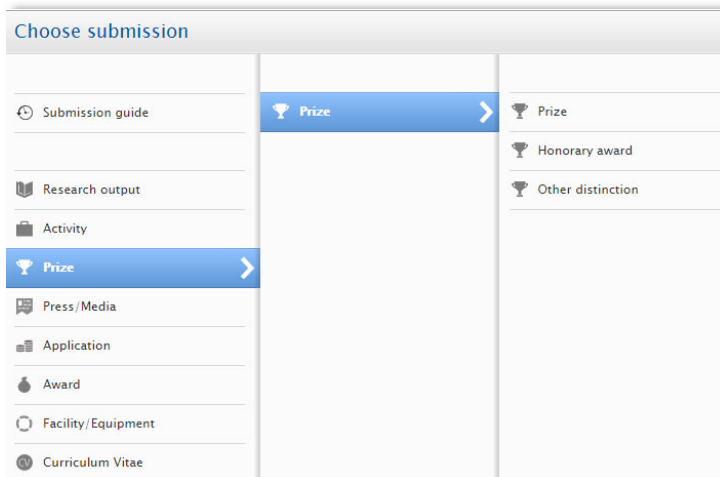 Choose submission
Submission guide
Research output
Activity
Prize
Press/Media
Application
Award
Facility/Equipment
Curriculum Vitae
Prize
Prize
Honorary award
Other distinction